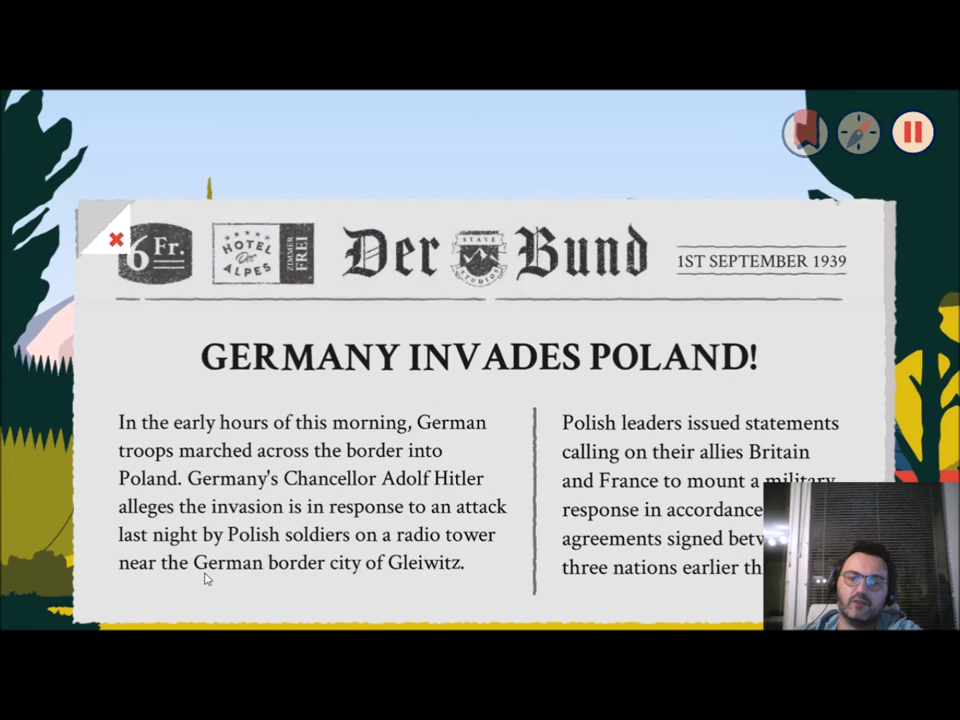 6 Fr.
HOTEL
Des
ALPES
ZIMMER
FREI
Der Bund
STAVE
STUDIOS
1ST SEPTEMBER 1939
GERMANY INVADES POLAND!
In the early hours of this morning, German
troops marched across the border into
Poland. Germany's Chancellor Adolf Hitler
alleges the invasion is in response to an attack
last night by Polish soldiers on a radio tower
near the German border city of Gleiwitz.
Polish leaders issued statements
calling on their allies Britain
and France to mount a military
response in accordance
agreements signed
three nations earlier